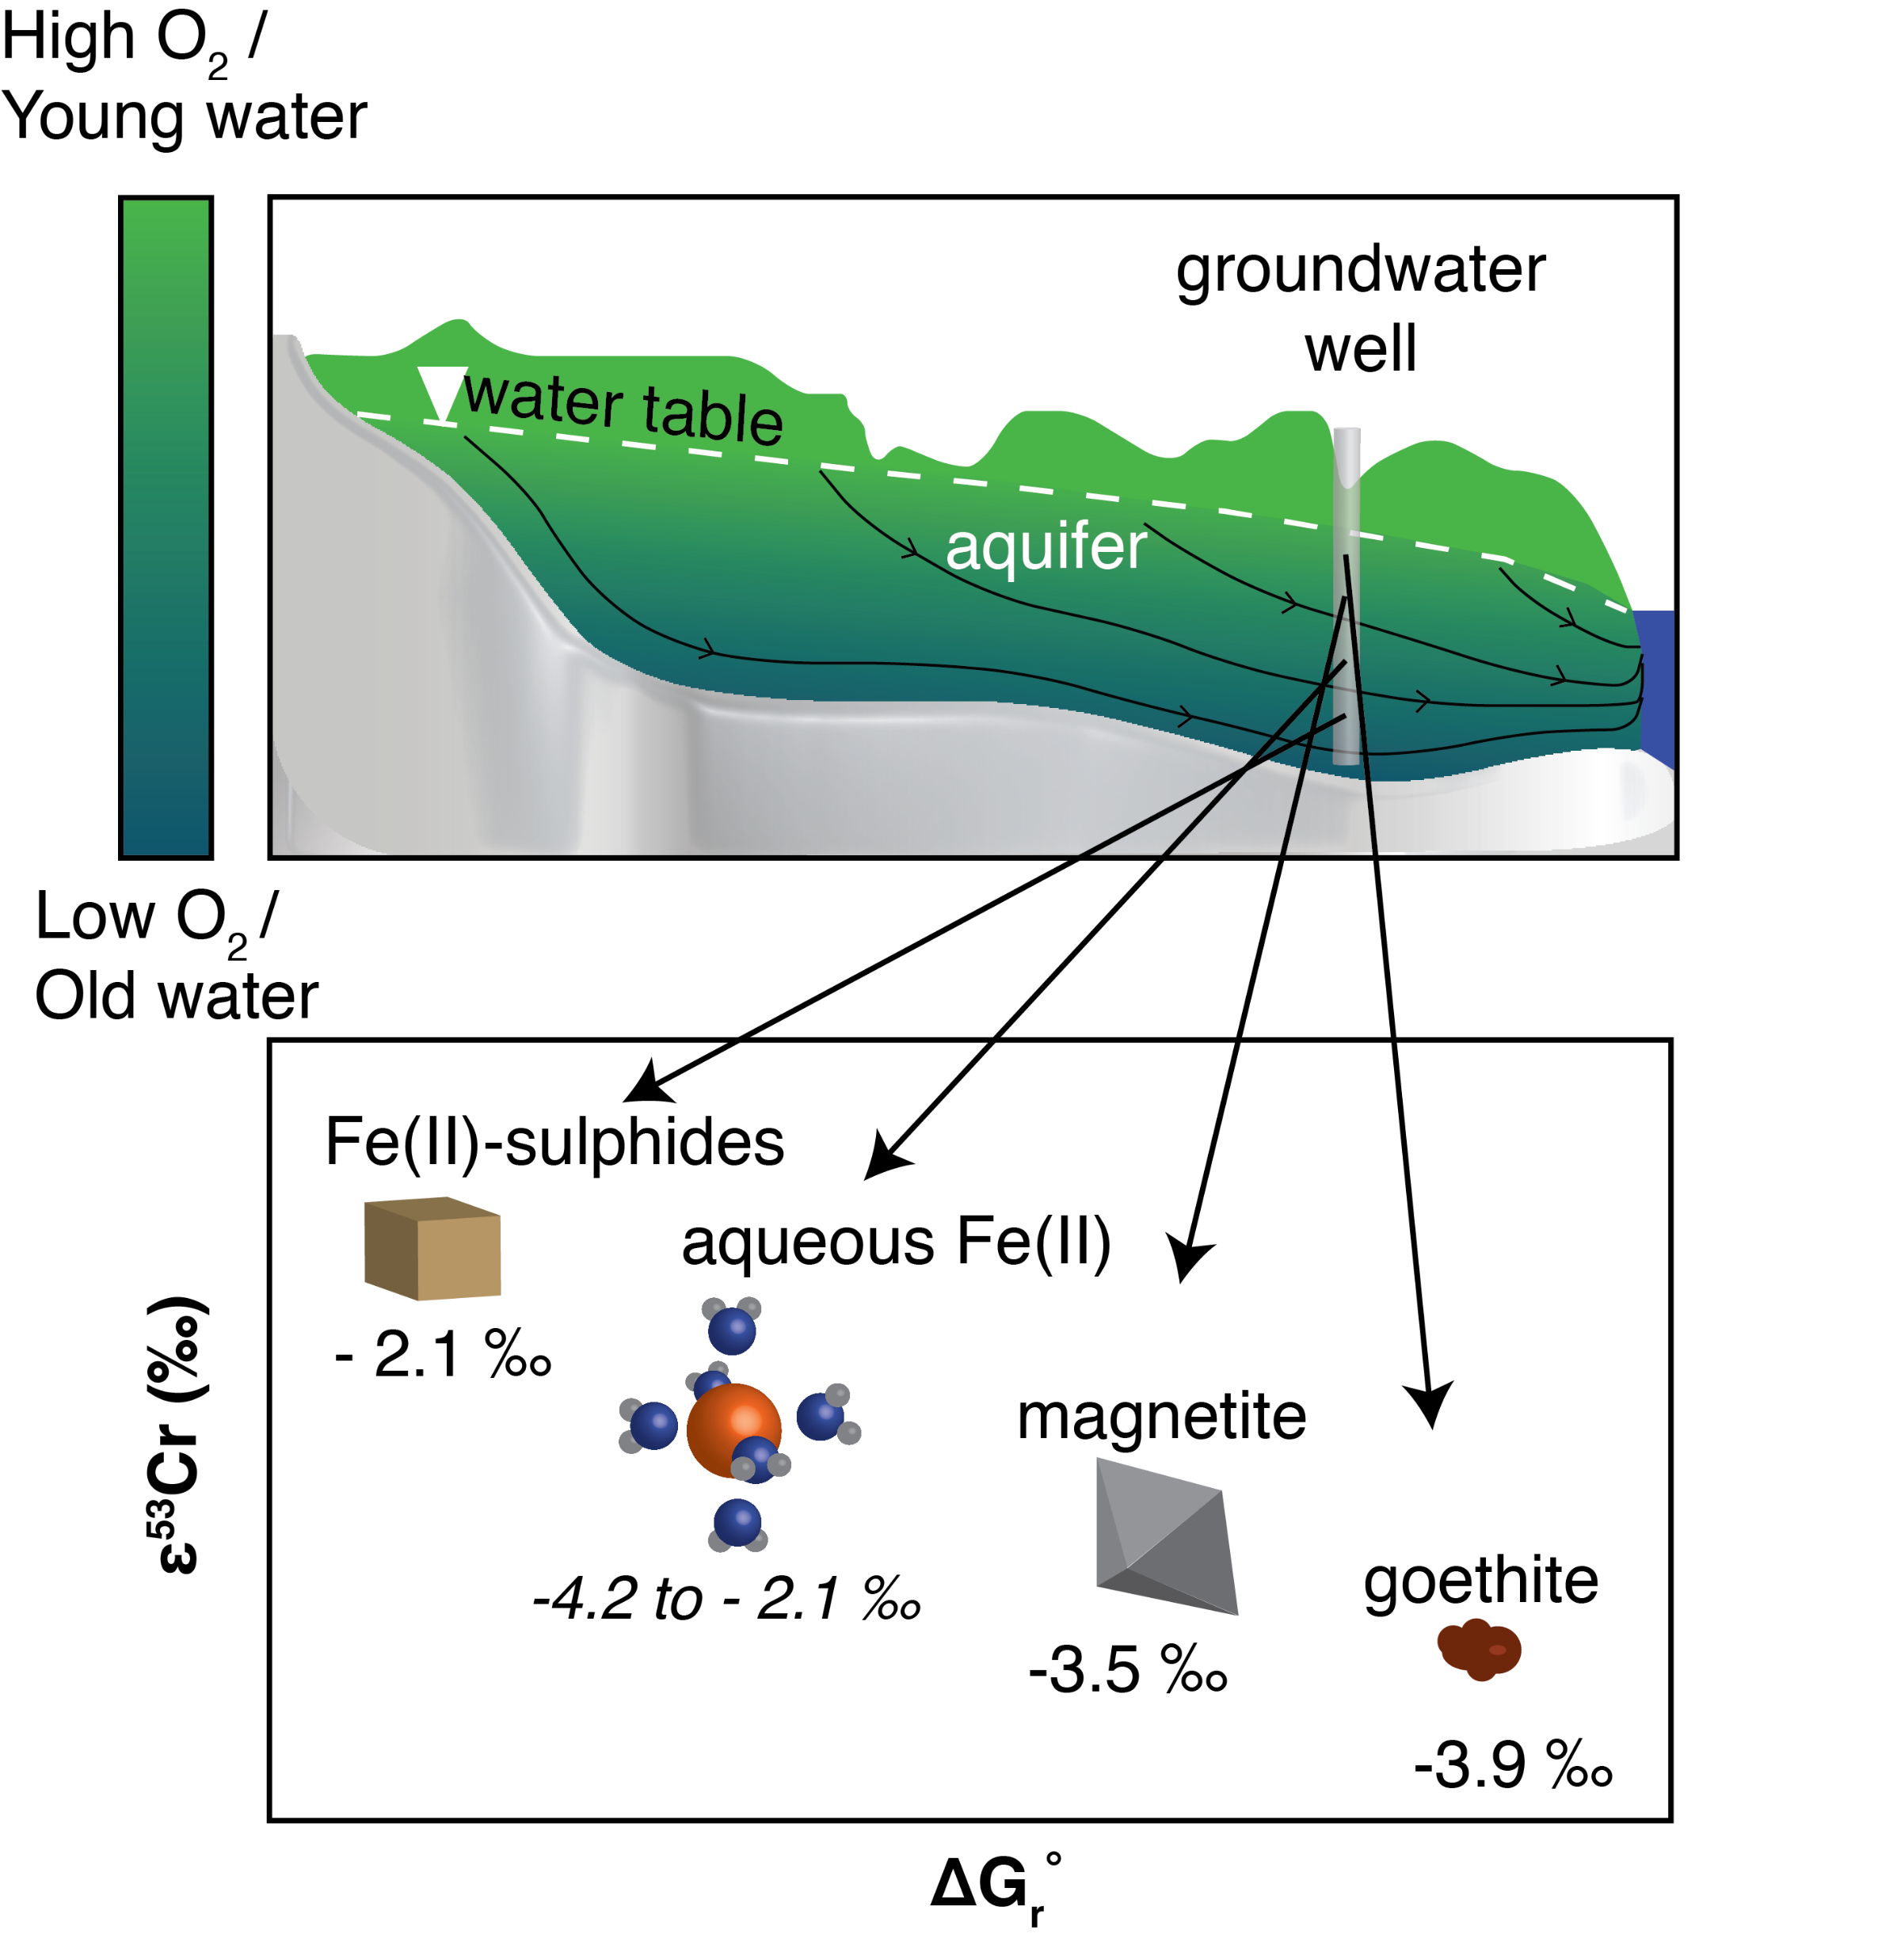 High O₂ /
Young water
groundwater
well
water table
aquifer
Low O₂ /
Old water
Fe(II)-sulphides
- 2.1 ‰
aqueous Fe(II)
-4.2 to - 2.1 ‰
magnetite
-3.5 ‰
goethite
-3.9 ‰
ε⁵³Cr (‰)
ΔGᵣ°